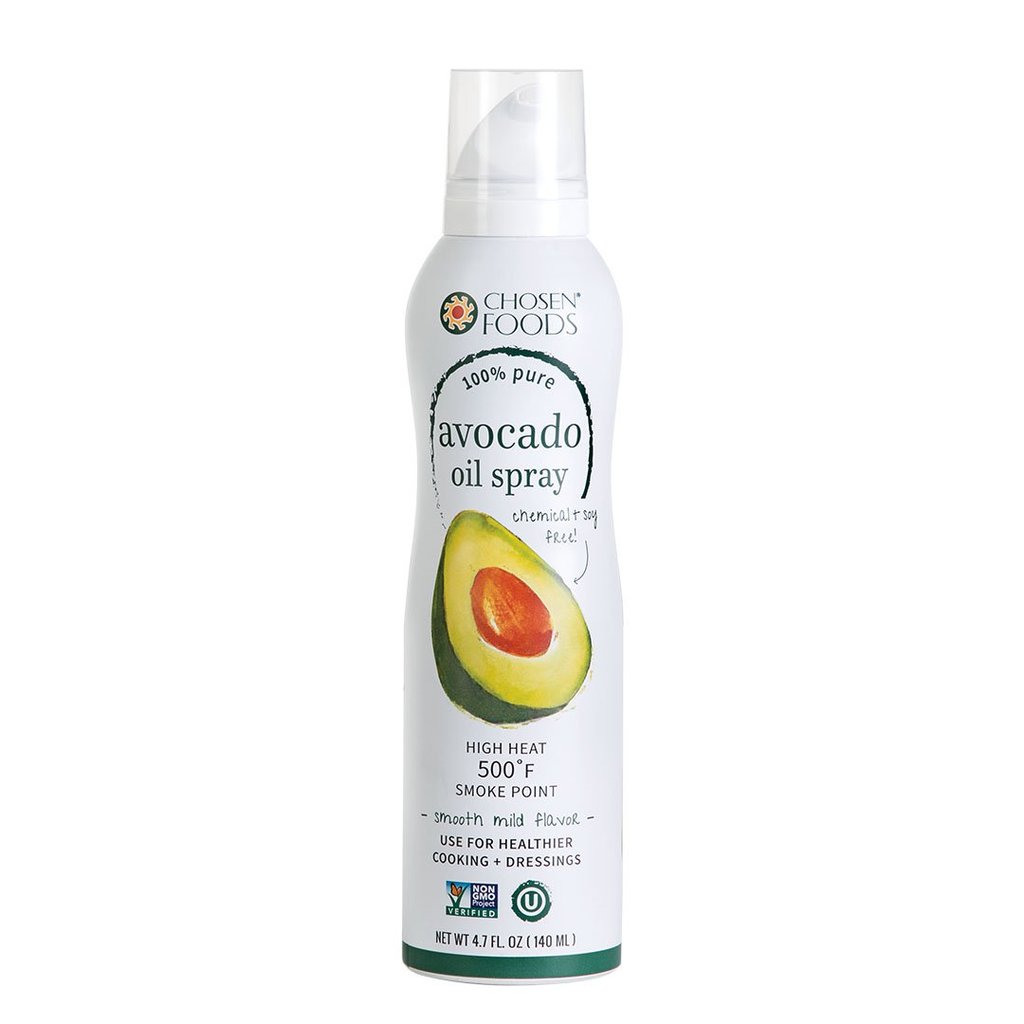 CHOSEN®
FOODS
100% pure
avocado
oil spray
chemical + soy
free!
HIGH HEAT
500°F
SMOKE POINT
- smooth mild flavor -
USE FOR HEALTHIER
COOKING + DRESSINGS
NON
GMO
Project
VERIFIED
U
NET WT 4.7 FL. OZ (140 ML)